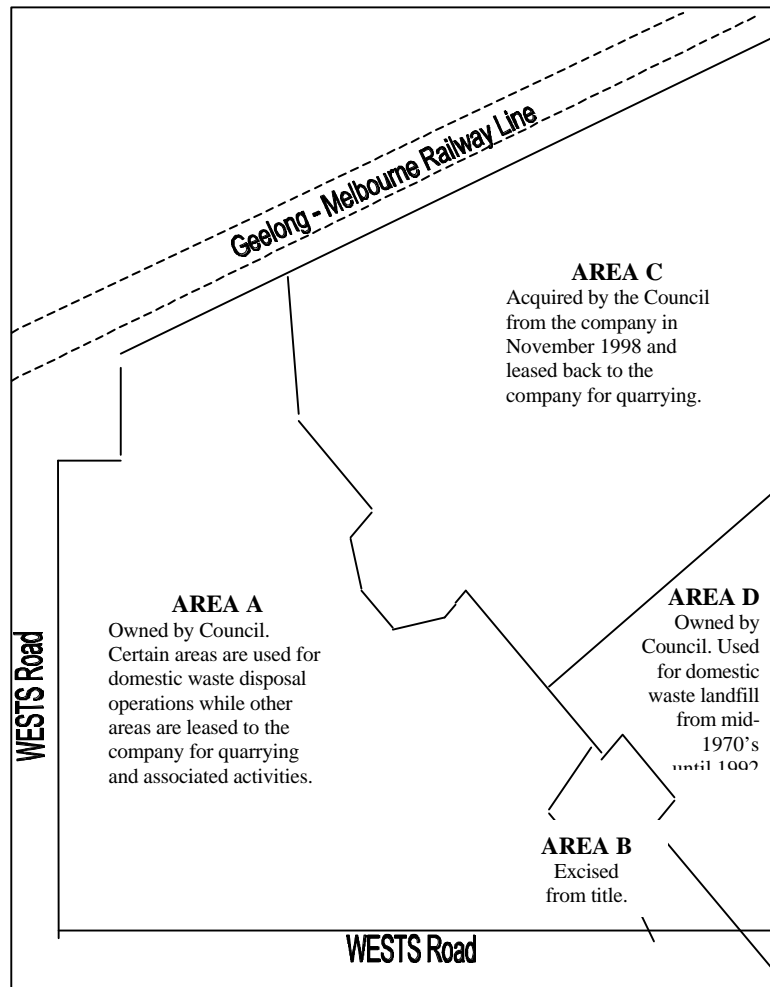 Geelong - Melbourne Railway Line
AREA C
Acquired by the Council
from the company in
November 1998 and
leased back to the
company for quarrying.
AREA A
Owned by Council.
Certain areas are used for
domestic waste disposal
operations while other
areas are leased to the
company for quarrying
and associated activities.
AREA D
Owned by
Council. Used
for domestic
waste landfill
from mid-
1970's
until 1992
WESTS Road
AREA B
Excised
from title.
WESTS Road